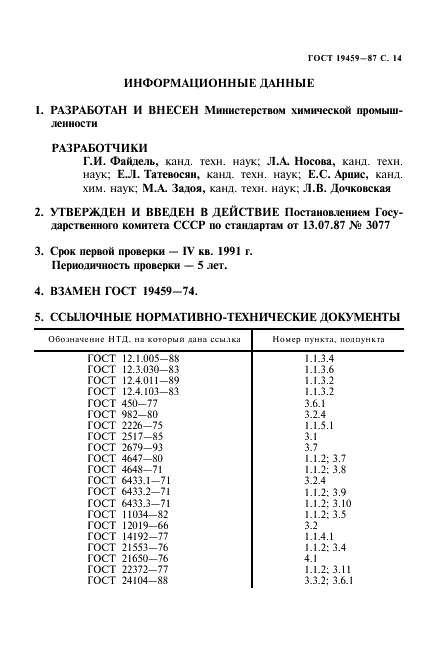 ГОСТ 19459—87 С. 14
ИНФОРМАЦИОННЫЕ ДАННЫЕ
1. РАЗРАБОТАН И ВНЕСЕН Министерством химической промыш-
ленности
РАЗРАБОТЧИКИ
Г.И. Файдель, канд. техн. наук; Л.А. Носова, канд. техн.
наук; Е.Л. Татевосян, канд. техн. наук; Е.С. Арцис, канд.
хим. наук; М.А. Задоя, канд. техн. наук; Л.В. Дочковская
2. УТВЕРЖДЕН И ВВЕДЕН В ДЕЙСТВИЕ Постановлением Госу-
дарственного комитета СССР по стандартам от 13.07.87 № 3077
3. Срок первой проверки — IV кв. 1991 г.
Периодичность проверки — 5 лет.
4. ВЗАМЕН ГОСТ 19459—74.
5. ССЫЛОЧНЫЕ НОРМАТИВНО-ТЕХНИЧЕСКИЕ ДОКУМЕНТЫ
Обозначение НТД, на который дана ссылка Номер пункта, подпункта
ГОСТ 12.1.005—88 1.1.3.4
ГОСТ 12.3.030—83 1.1.3.6
ГОСТ 12.4.011—89 1.1.3.2
ГОСТ 12.4.103—83 1.1.3.2
ГОСТ 450—77 3.6.1
ГОСТ 982—80 3.2.4
ГОСТ 2226—75 1.1.5.1
ГОСТ 2517—85 3.1
ГОСТ 2679—93 3.7
ГОСТ 4647—80 1.1.2; 3.7
ГОСТ 4648—71 1.1.2; 3.8
ГОСТ 6433.1—71 3.2.4
ГОСТ 6433.2—71 1.1.2; 3.9
ГОСТ 6433.3—71 1.1.2; 3.10
ГОСТ 11034—82 1.1.2; 3.5
ГОСТ 12019—66 3.2
ГОСТ 14192—77 1.1.4.1
ГОСТ 21553—76 1.1.2; 3.4
ГОСТ 21650—76 4.1
ГОСТ 22372—77 1.1.2; 3.11
ГОСТ 24104—88 3.3.2; 3.6.1